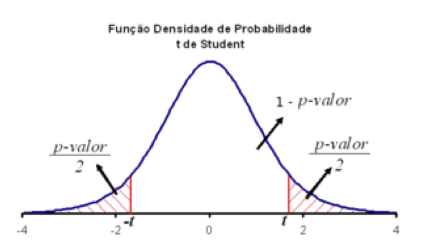 Função Densidade de Probabilidade
t de Student
1 - p-valor
p-valor
2
p-valor
2
-t
t
-4
-2
0
2
4